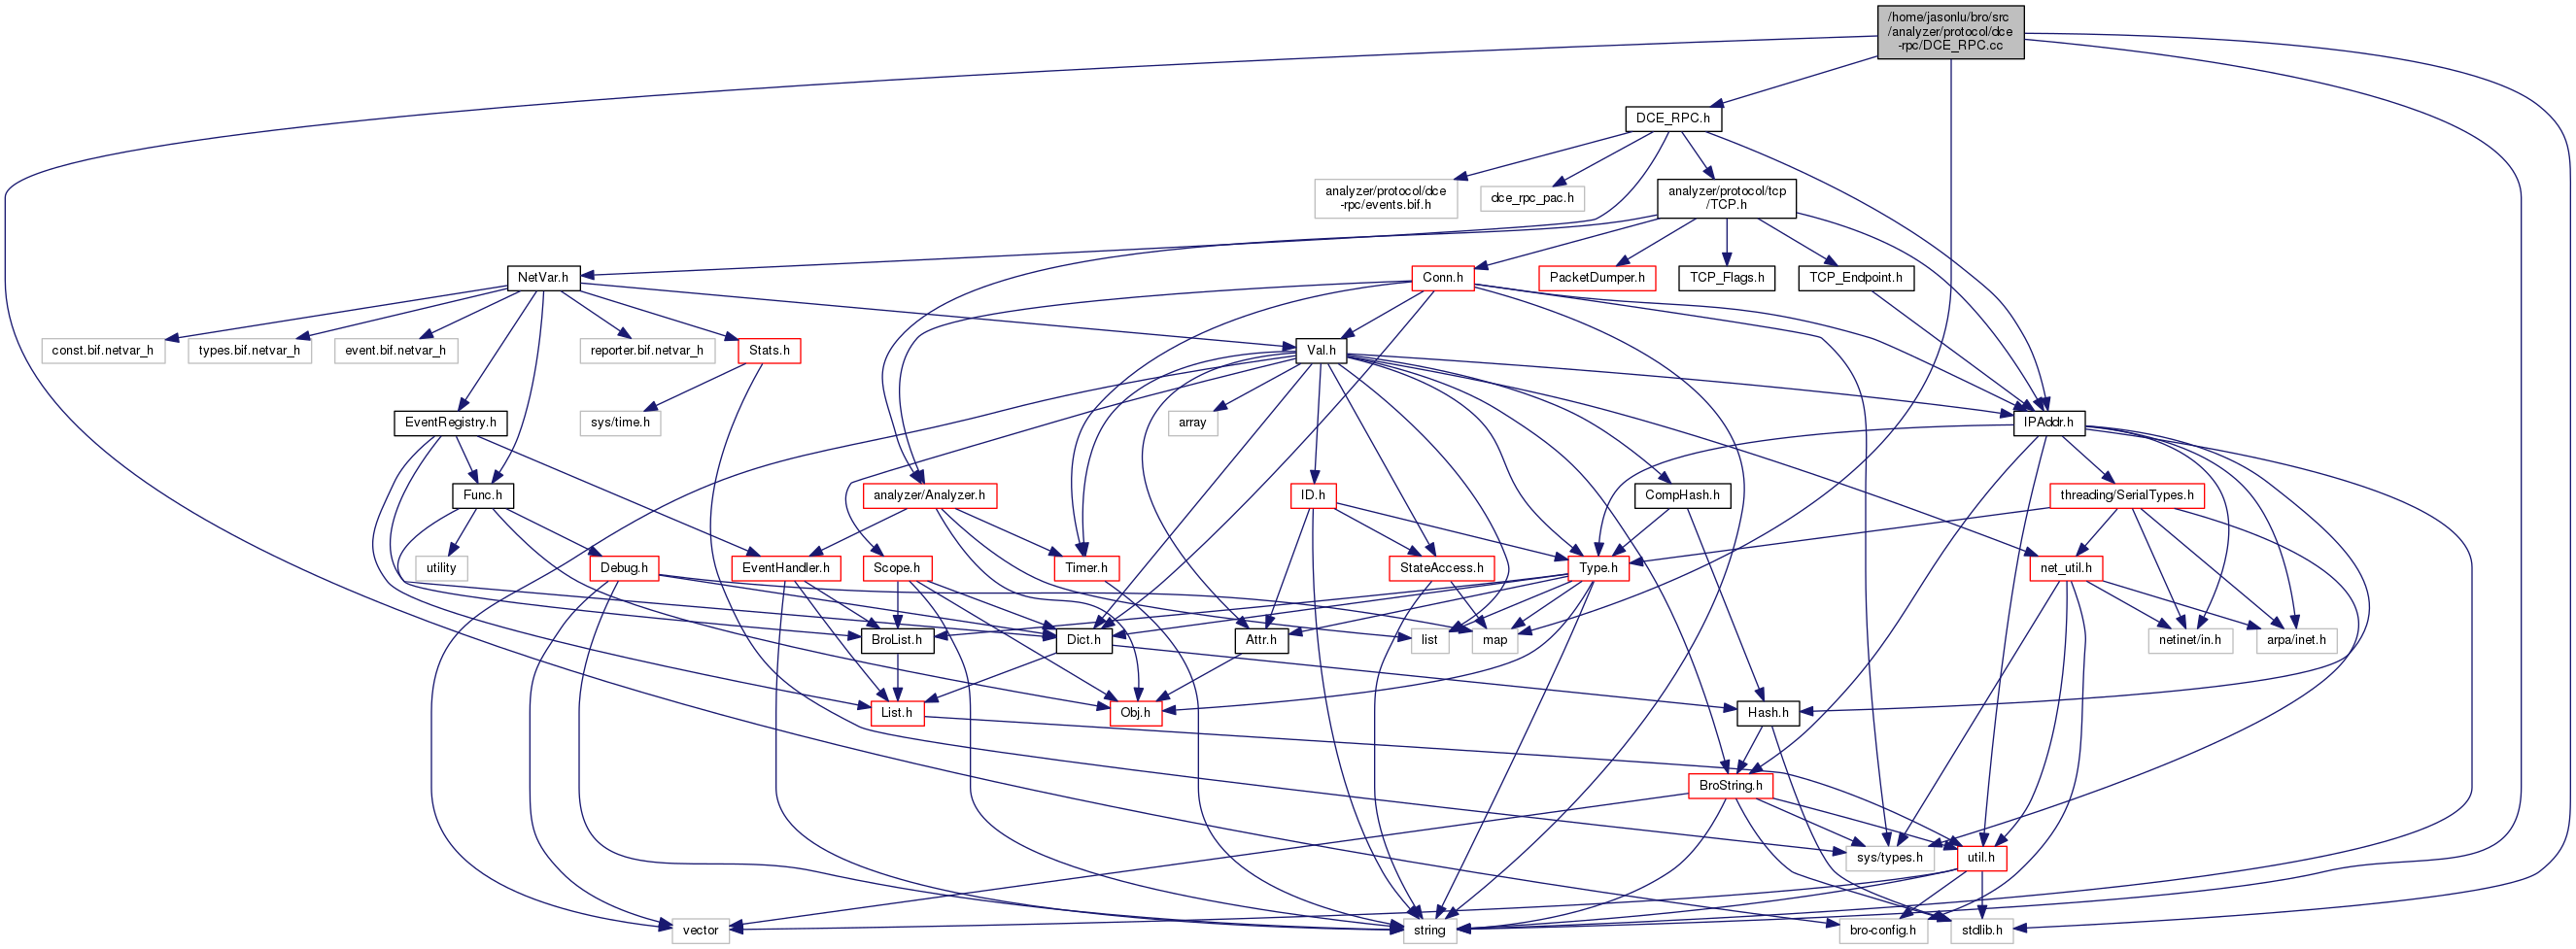 /home/jasonlu/bro/src
/analyzer/protocol/dce
-rpc/DCE_RPC.cc
DCE_RPC.h
analyzer/protocol/dce
-rpc/events.bif.h
dce_rpc_pac.h
analyzer/protocol/tcp
/TCP.h
NetVar.h
Conn.h
PacketDumper.h
TCP_Flags.h
TCP_Endpoint.h
const.bif.netvar_h
types.bif.netvar_h
event.bif.netvar_h
reporter.bif.netvar_h
Stats.h
Val.h
EventRegistry.h
sys/time.h
array
IPAddr.h
Func.h
analyzer/Analyzer.h
ID.h
CompHash.h
threading/SerialTypes.h
utility
Debug.h
EventHandler.h
Scope.h
Timer.h
StateAccess.h
Type.h
net_util.h
BroList.h
Dict.h
Attr.h
list
map
netinet/in.h
arpa/inet.h
List.h
Obj.h
Hash.h
BroString.h
sys/types.h
util.h
vector
string
bro-config.h
stdlib.h